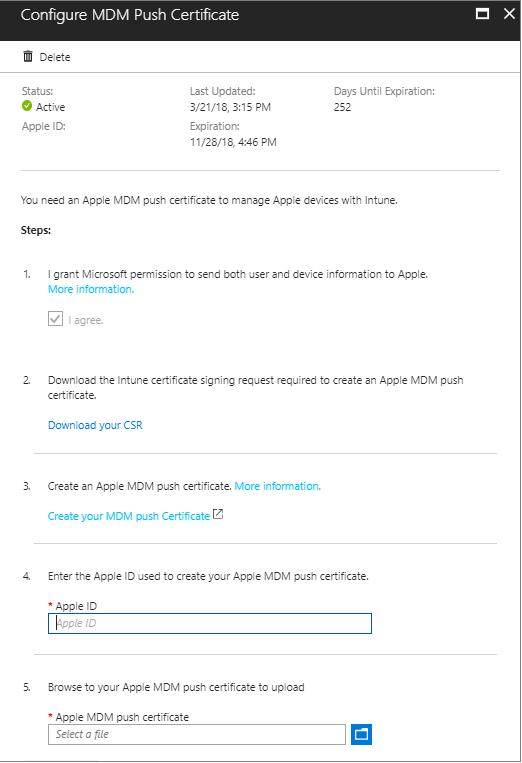 Configure MDM Push Certificate
Delete
Status:
Active
Apple ID:
Last Updated:
3/21/18, 3:15 PM
Expiration:
11/28/18, 4:46 PM
Days Until Expiration:
252
You need an Apple MDM push certificate to manage Apple devices with Intune.
Steps:
1. I grant Microsoft permission to send both user and device information to Apple.
More information.
I agree.
2. Download the Intune certificate signing request required to create an Apple MDM push
certificate.
Download your CSR
3. Create an Apple MDM push certificate. More information.
Create your MDM push Certificate
4. Enter the Apple ID used to create your Apple MDM push certificate.
* Apple ID
Apple ID
5. Browse to your Apple MDM push certificate to upload
* Apple MDM push certificate
Select a file